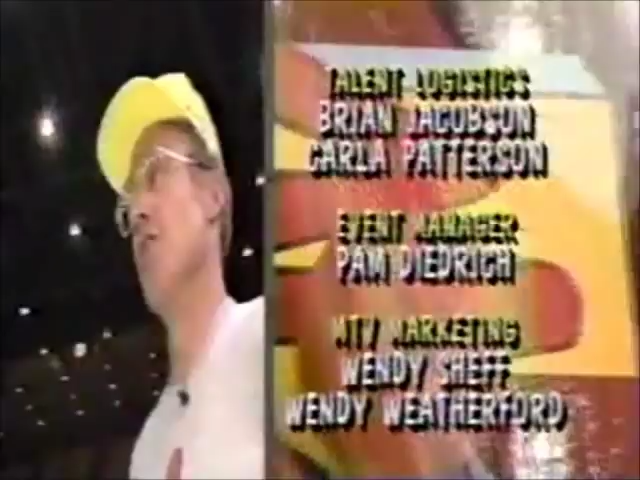 TALENT LOGISTICS
BRIAN JACOBSON
CARLA PATTERSON
EVENT MANAGER
PAM DIEDRICH
MTV MARKETING
WENDY SHEFF
WENDY WEATHERFORD